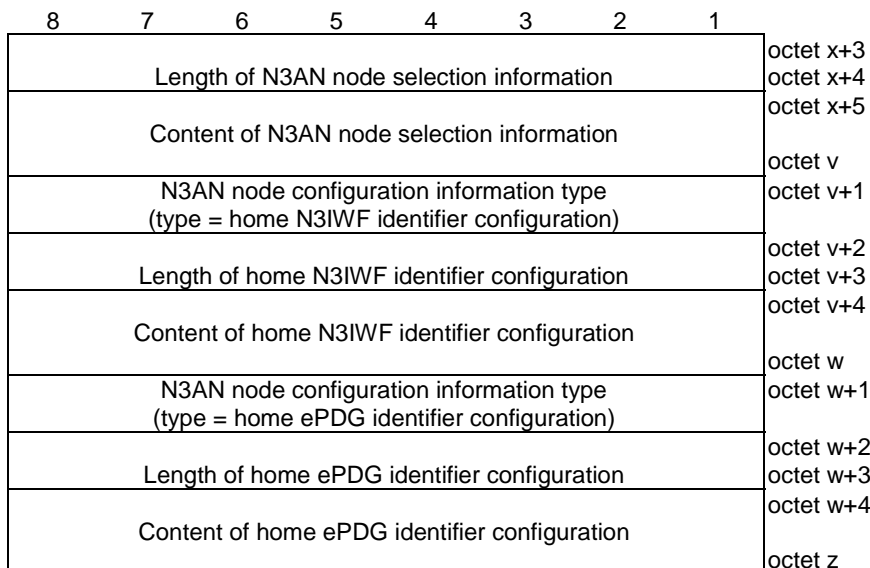 8 7 6 5 4 3 2 1
octet x+3
Length of N3AN node selection information octet x+4
octet x+5
Content of N3AN node selection information
octet v
N3AN node configuration information type octet v+1
(type = home N3IWF identifier configuration)
octet v+2
Length of home N3IWF identifier configuration octet v+3
octet v+4
Content of home N3IWF identifier configuration
octet w
N3AN node configuration information type octet w+1
(type = home ePDG identifier configuration)
octet w+2
Length of home ePDG identifier configuration octet w+3
octet w+4
Content of home ePDG identifier configuration
octet z